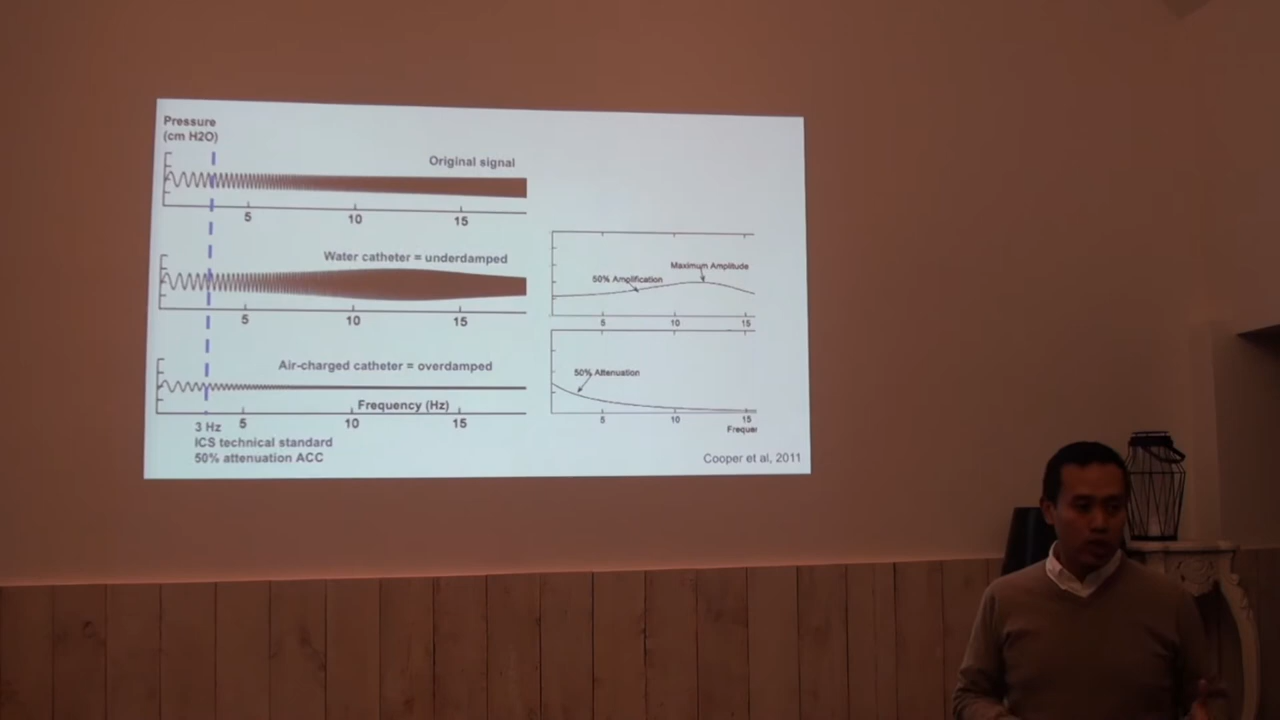 Pressure
(cm H2O)
Original signal
5 10 15
Water catheter = underdamped
5 10 15
Air-charged catheter = overdamped
Frequency (Hz)
5 10 15
3 Hz
ICS technical standard
50% attenuation ACC
50% Amplification
Maximum Amplitude
5 10 15
50% Attenuation
5 10 15
Frequer
Cooper et al, 2011